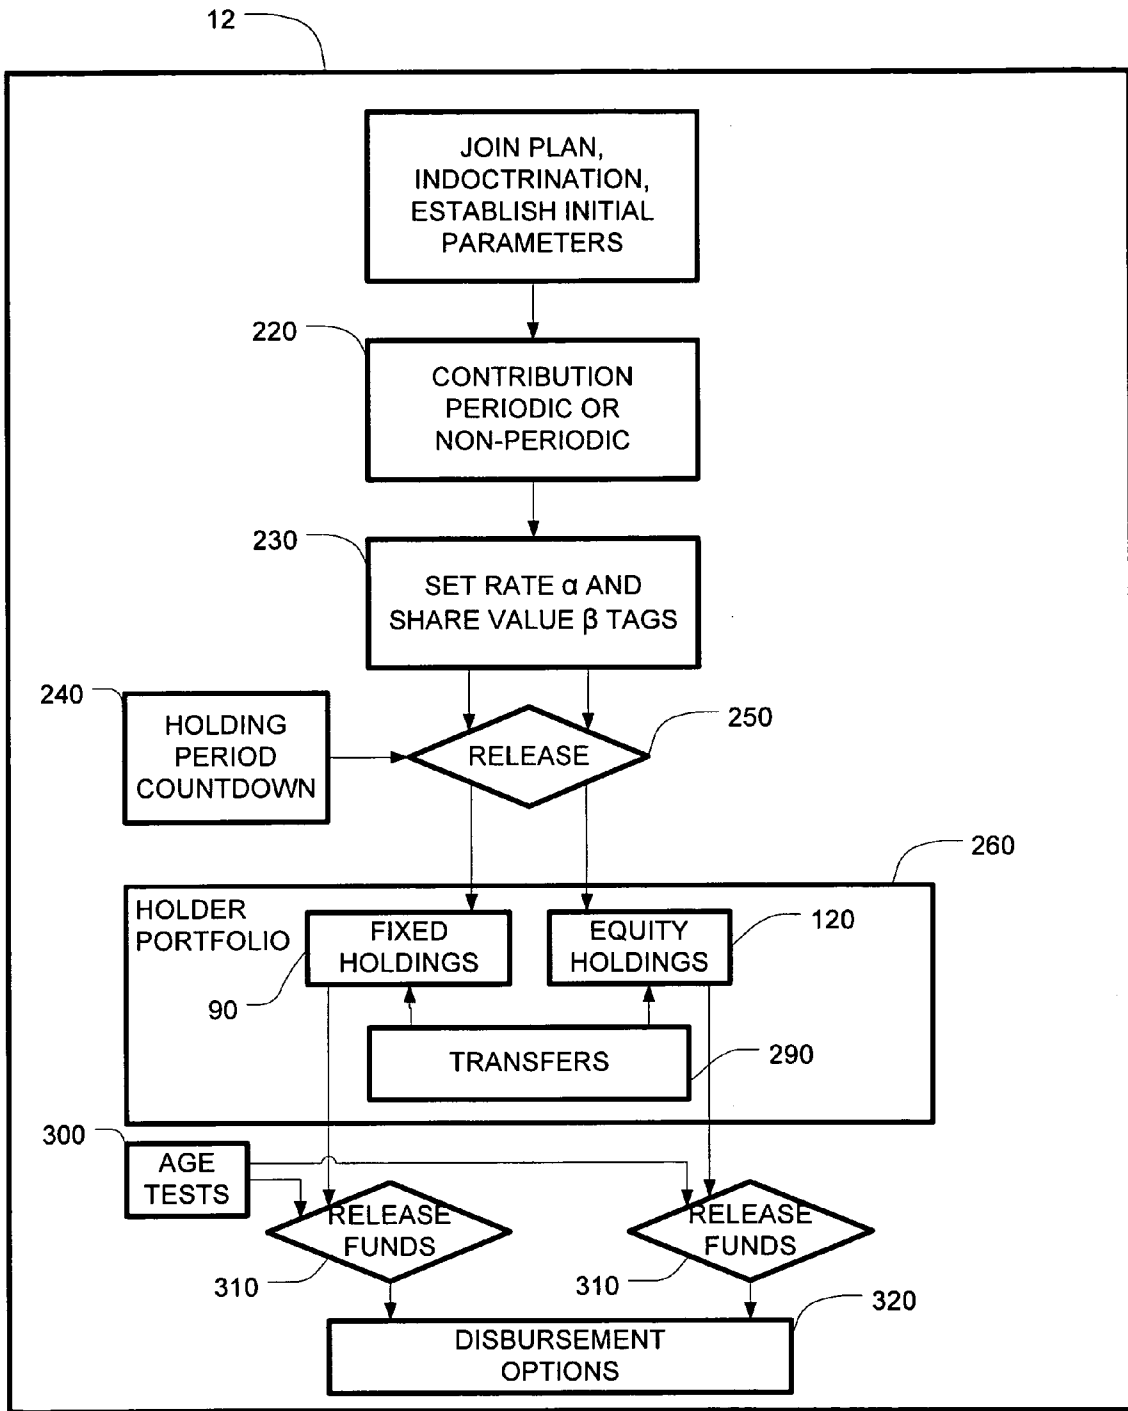 12
JOIN PLAN,
INDOCTRINATION,
ESTABLISH INITIAL
PARAMETERS
220
CONTRIBUTION
PERIODIC OR
NON-PERIODIC
230
SET RATE α AND
SHARE VALUE β TAGS
240
HOLDING
PERIOD
COUNTDOWN
RELEASE
250
260
HOLDER
PORTFOLIO
FIXED
HOLDINGS
EQUITY
HOLDINGS
120
90
TRANSFERS
290
300
AGE
TESTS
RELEASE
FUNDS
310
RELEASE
FUNDS
310
320
DISBURSEMENT
OPTIONS